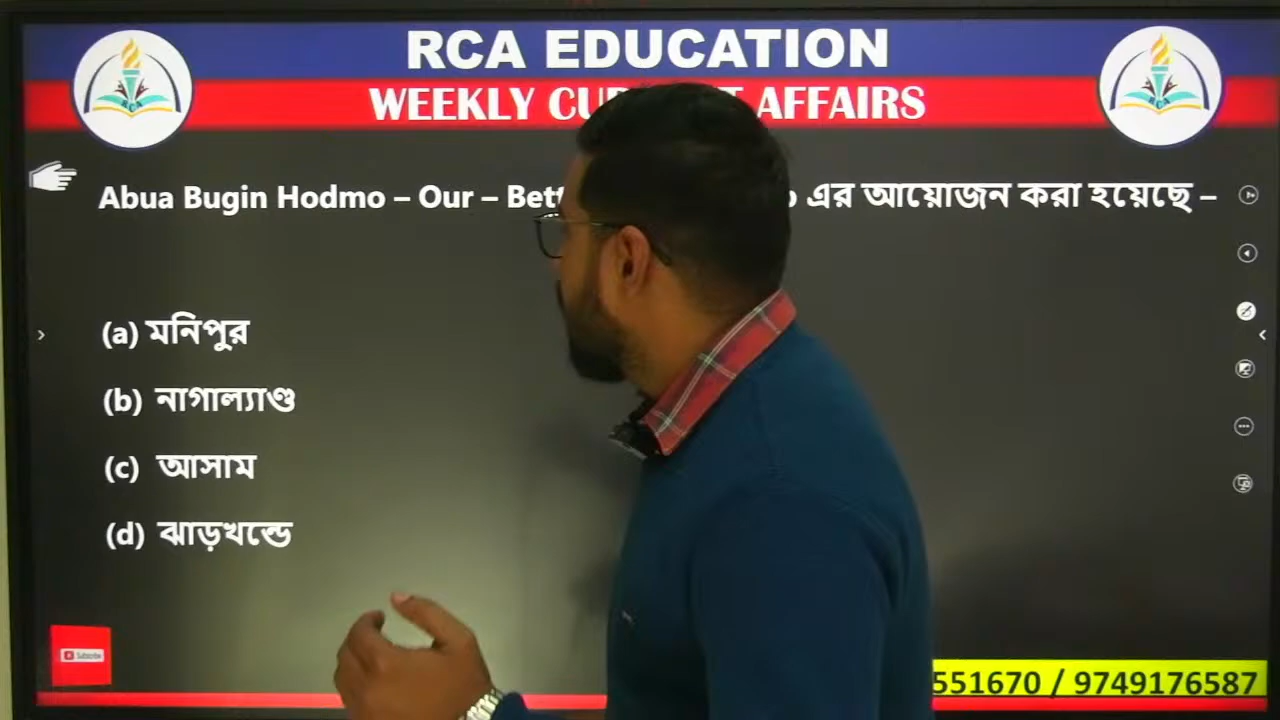 RCA EDUCATION
WEEKLY CU T AFFAIRS
Abua Bugin Hodmo – Our – Bet এর আয়োজন করা হয়েছে –
(a) মনিপুর
(b) নাগাল্যাণ্ড
(c) আসাম
(d) ঝাড়খন্ডে
Subscribe
551670 / 9749176587